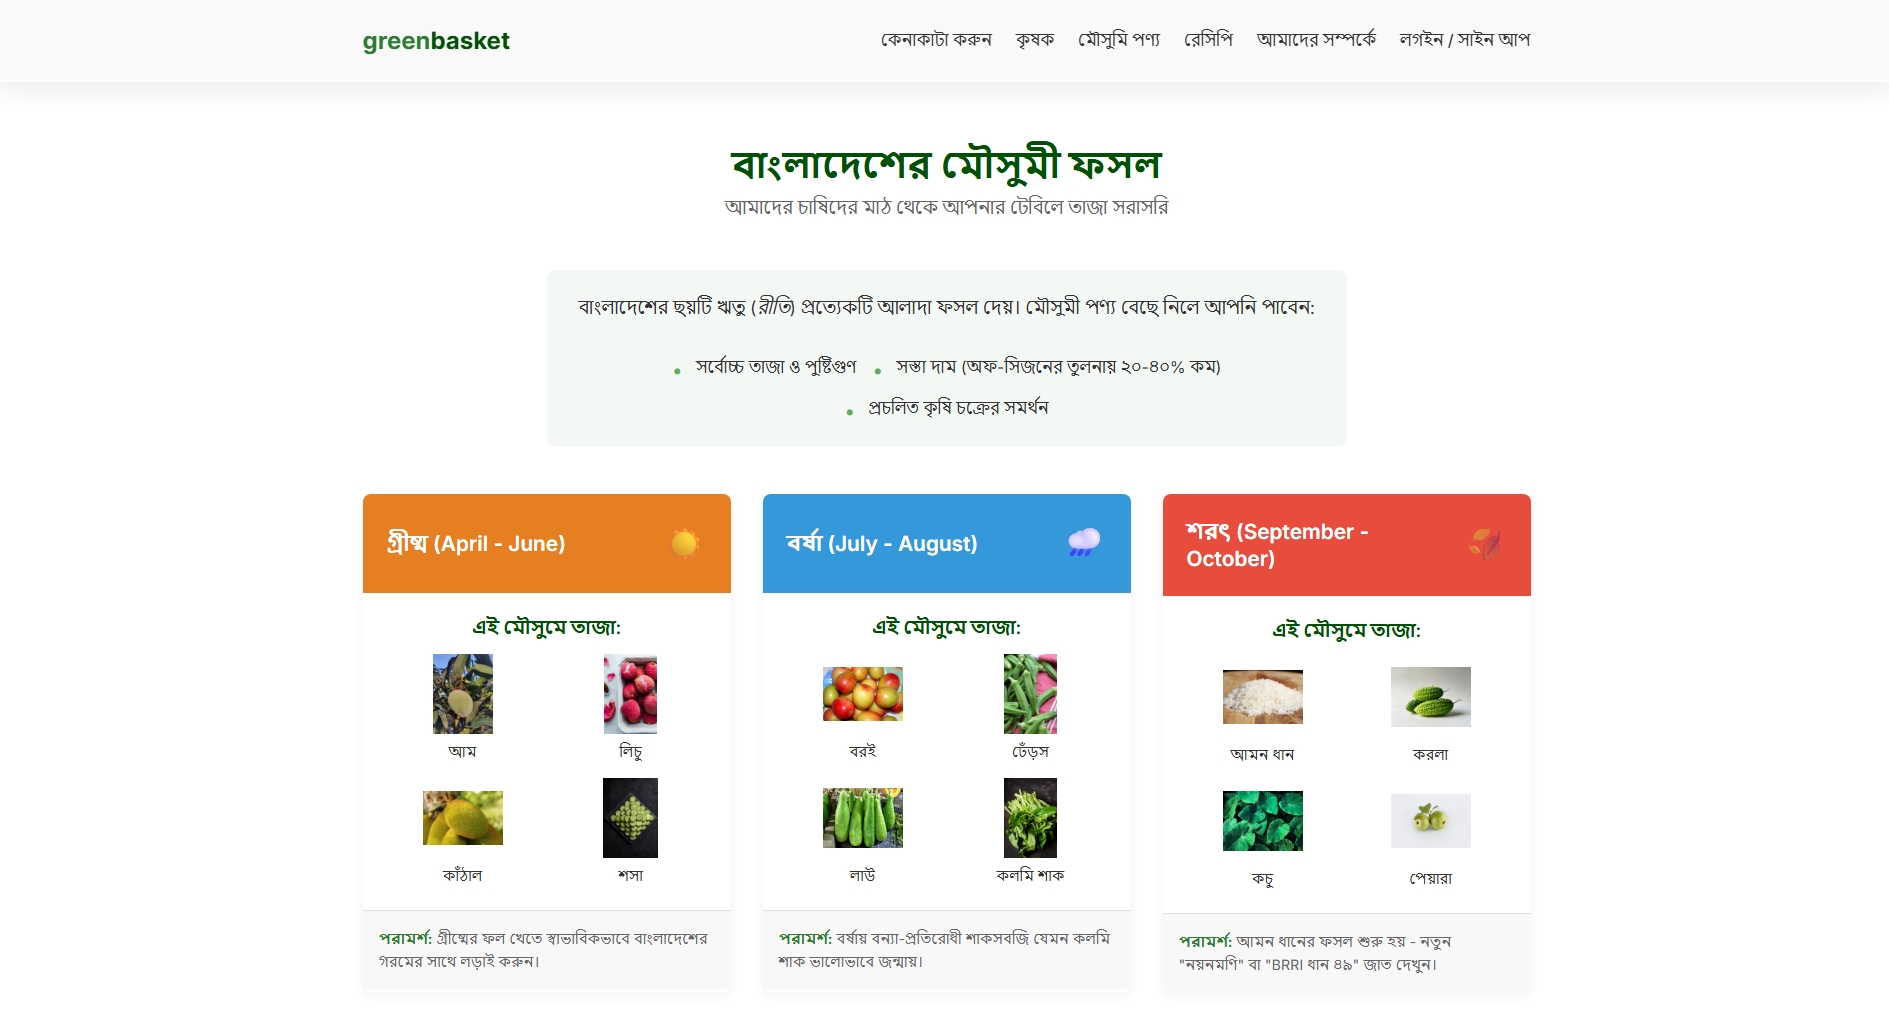 greenbasket
কেনাকাটা করুন কৃষক মৌসুমি পণ্য রেসিপি আমাদের সম্পর্কে লগইন / সাইন আপ
বাংলাদেশের মৌসুমী ফসল
আমাদের চাষিদের মাঠ থেকে আপনার টেবিলে তাজা সরাসরি
বাংলাদেশের ছয়টি ঋতু (রীতি) প্রত্যেকটি আলাদা ফসল দেয়। মৌসুমী পণ্য বেছে নিলে আপনি পাবেন:
• সর্বোচ্চ তাজা ও পুষ্টিগুণ • সস্তা দাম (অফ-সিজনের তুলনায় ২০-৪০% কম)
• প্রচলিত কৃষি চক্রের সমর্থন
গ্রীষ্ম (April - June)
এই মৌসুমে তাজা:
আম লিচু
কাঁঠাল শসা
পরামর্শ: গ্রীষ্মের ফল খেতে স্বাভাবিকভাবে বাংলাদেশের
গরমের সাথে লড়াই করুন।
বর্ষা (July - August)
এই মৌসুমে তাজা:
বরই ঢেঁড়স
লাউ কলমি শাক
পরামর্শ: বর্ষায় বন্যা-প্রতিরোধী শাকসবজি যেমন কলমি
শাক ভালোভাবে জন্মায়।
শরৎ (September -
October)
এই মৌসুমে তাজা:
আমন ধান করলা
কচু পেয়ারা
পরামর্শ: আমন ধানের ফসল শুরু হয় - নতুন
"নয়নমণি" বা "BRRI ধান ৪৯" জাত দেখুন।